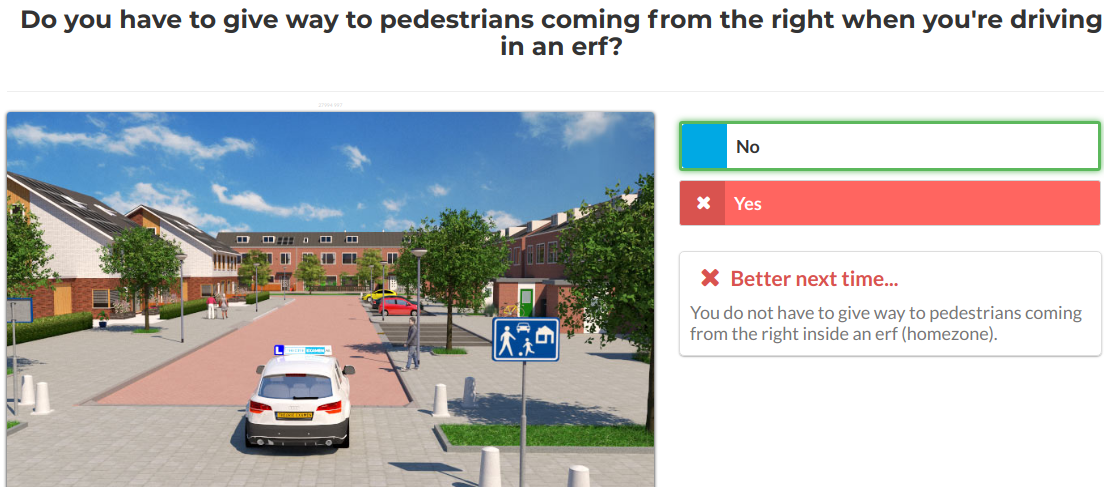 Do you have to give way to pedestrians coming from the right when you're driving
in an erf?
No
Yes
L
Better next time...
You do not have to give way to pedestrians coming
from the right inside an erf (homezone).